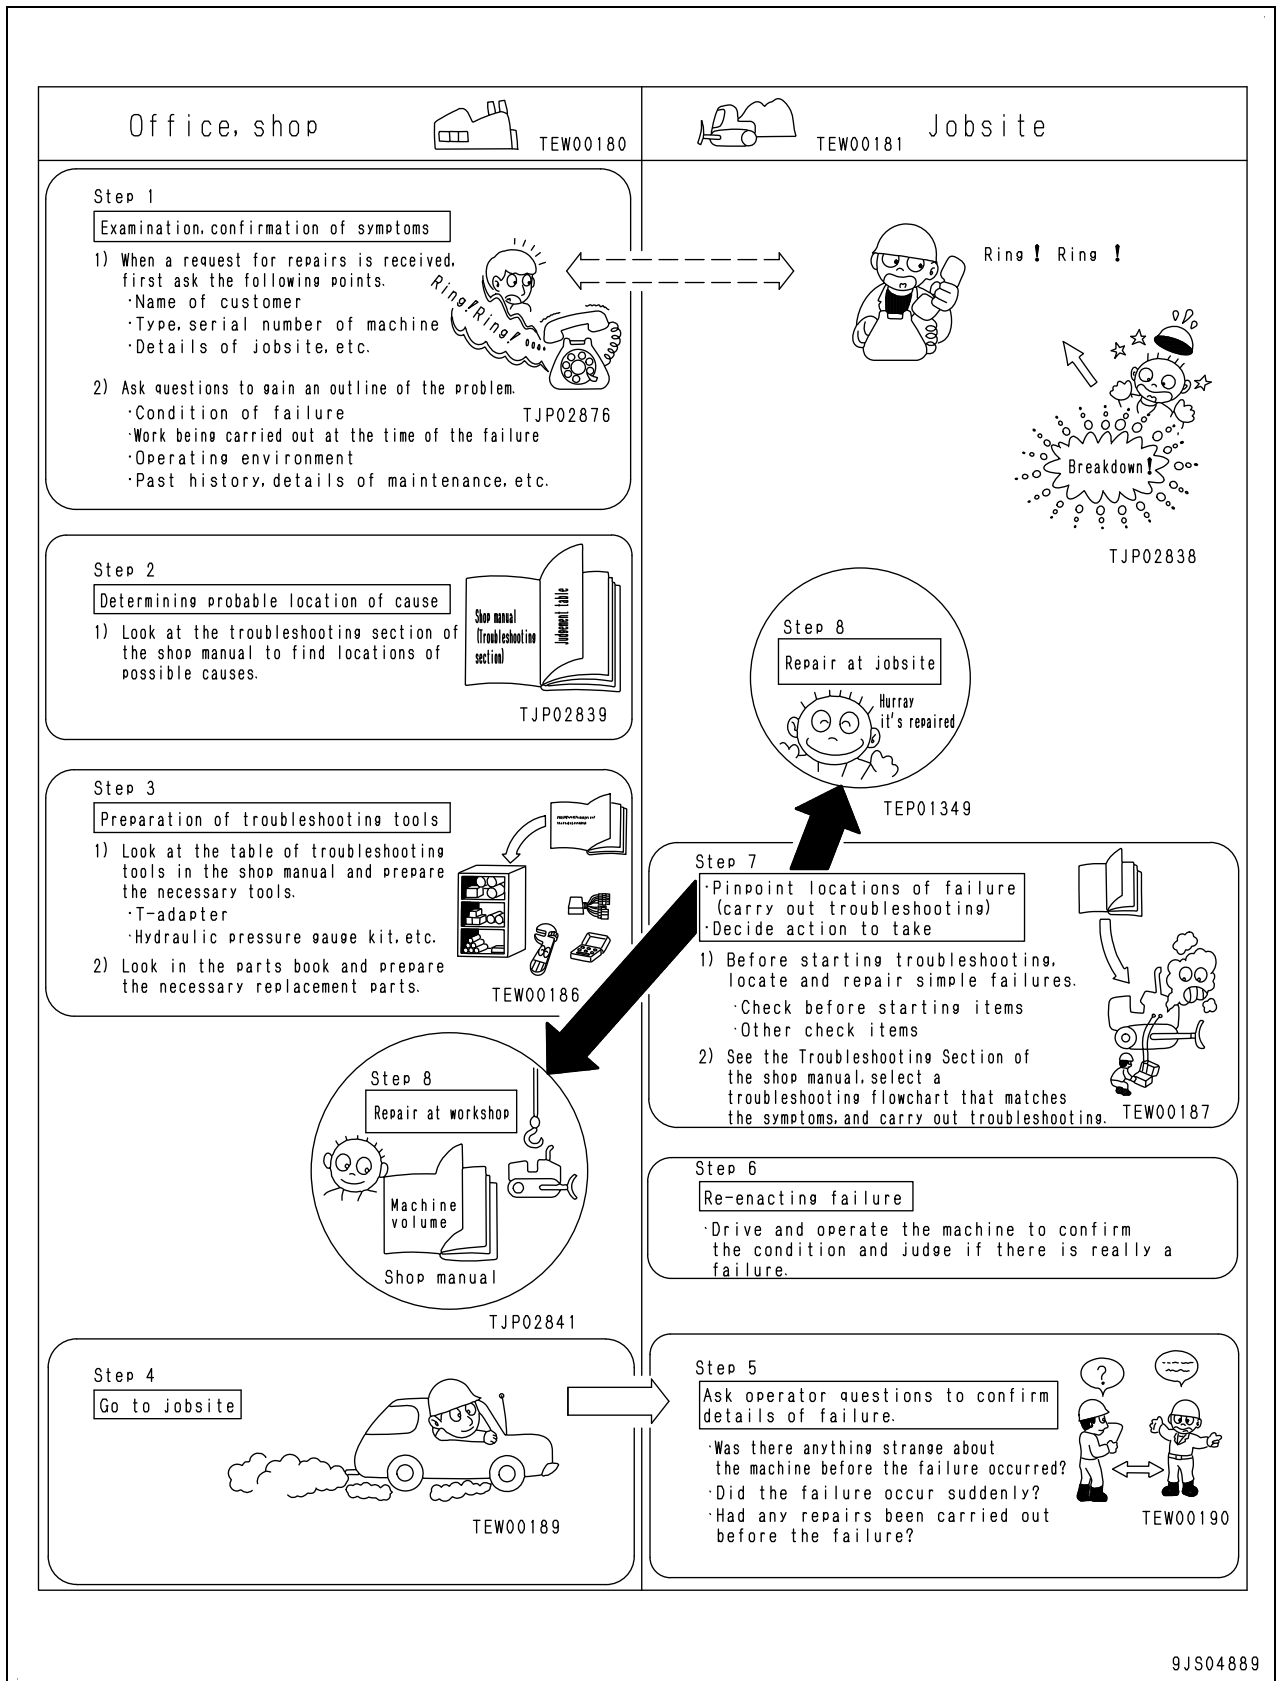 Office, shop
TEW00180
TEW00181
Jobsite
Step 1
Examination, confirmation of symptoms
1) When a request for repairs is received,
first ask the following points.
·Name of customer
·Type, serial number of machine
·Details of jobsite, etc.
Ring! Ring! ....
2) Ask questions to gain an outline of the problem.
·Condition of failure
TJP02876
·Work being carried out at the time of the failure
·Operating environment
·Past history, details of maintenance, etc.
Ring! Ring!
Breakdown!
TJP02838
Step 2
Determining probable location of cause
1) Look at the troubleshooting section of
the shop manual to find locations of
possible causes.
Shop manual
(Troubleshooting
section)
Judgement table
TJP02839
Step 8
Repair at jobsite
Hurray
it's repaired
TEP01349
Step 3
Preparation of troubleshooting tools
1) Look at the table of troubleshooting
tools in the shop manual and prepare
the necessary tools.
·T-adapter
·Hydraulic pressure gauge kit, etc.
2) Look in the parts book and prepare
the necessary replacement parts.
TEW00186
Step 7
·Pinpoint locations of failure
(carry out troubleshooting)
·Decide action to take
1) Before starting troubleshooting,
locate and repair simple failures.
·Check before starting items
·Other check items
2) See the Troubleshooting Section of
the shop manual, select a
troubleshooting flowchart that matches
the symptoms, and carry out troubleshooting.
TEW00187
Step 8
Repair at workshop
Machine
volume
Shop manual
TJP02841
Step 6
Re-enacting failure
·Drive and operate the machine to confirm
the condition and judge if there is really a
failure.
Step 4
Go to jobsite
TEW00189
Step 5
Ask operator questions to confirm
details of failure.
?
·Was there anything strange about
the machine before the failure occurred?
·Did the failure occur suddenly?
·Had any repairs been carried out
before the failure?
TEW00190
9JS04889